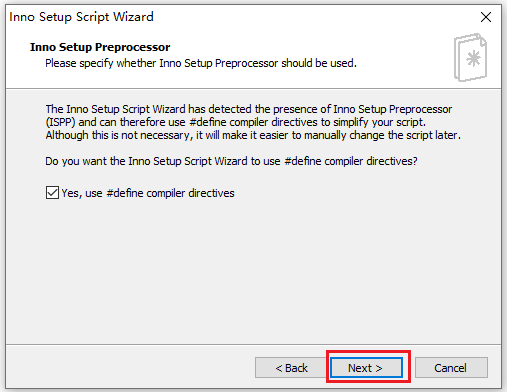 Inno Setup Script Wizard
Inno Setup Preprocessor
Please specify whether Inno Setup Preprocessor should be used.
The Inno Setup Script Wizard has detected the presence of Inno Setup Preprocessor
(ISPP) and can therefore use #define compiler directives to simplify your script.
Although this is not necessary, it will make it easier to manually change the script later.
Do you want the Inno Setup Script Wizard to use #define compiler directives?
Yes, use #define compiler directives
< Back
Next >
Cancel